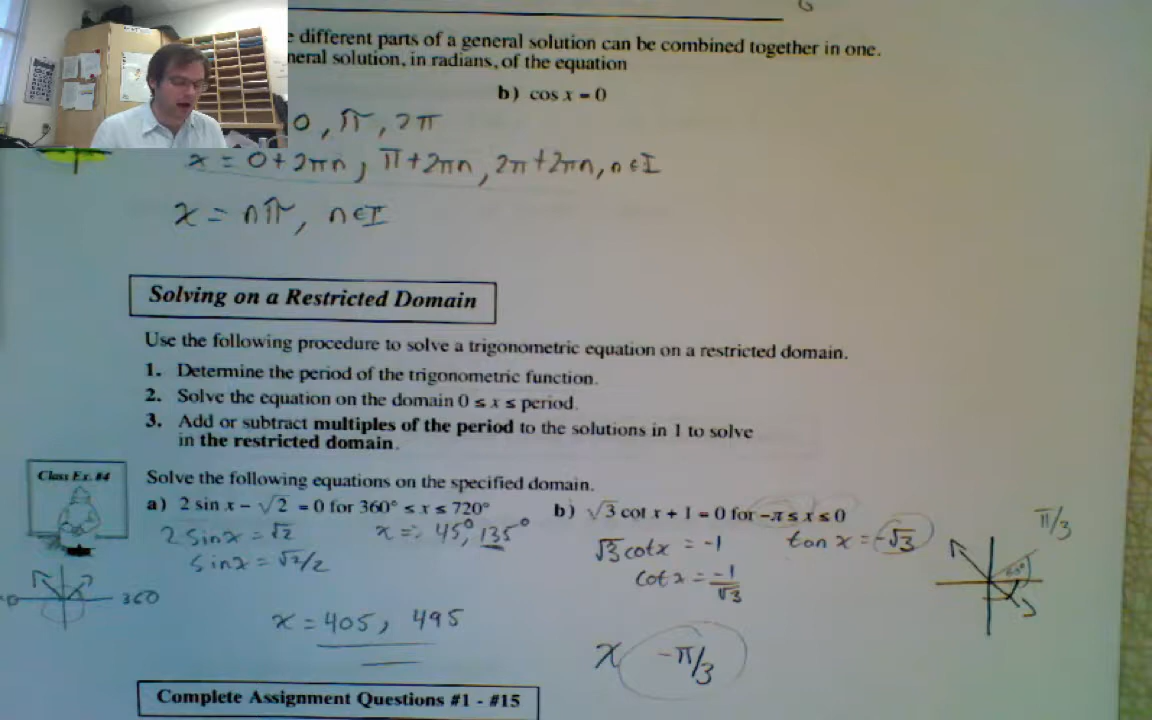 different parts of a general solution can be combined together in one.
neral solution, in radians, of the equation
b) cos x = 0
0, π, 2π
x = 0 + 2πn, π + 2πn, 2π + 2πn, n ∈ I
x = nπ, n ∈ I
Solving on a Restricted Domain
Use the following procedure to solve a trigonometric equation on a restricted domain.
1. Determine the period of the trigonometric function.
2. Solve the equation on the domain 0 ≤ x ≤ period.
3. Add or subtract multiples of the period to the solutions in 1 to solve
in the restricted domain.
Class Ex. #4
Solve the following equations on the specified domain.
a) 2 sin x - √2 = 0 for 360° ≤ x ≤ 720°
2 sin x = √2
x = 45°, 135°
sin x = √2/2
360
x = 405, 495
b) √3 cot x + 1 = 0 for -π ≤ x ≤ 0
√3 cot x = -1
tan x = -√3
cot x = -1/√3
π/3
x -π/3
Complete Assignment Questions #1 - #15